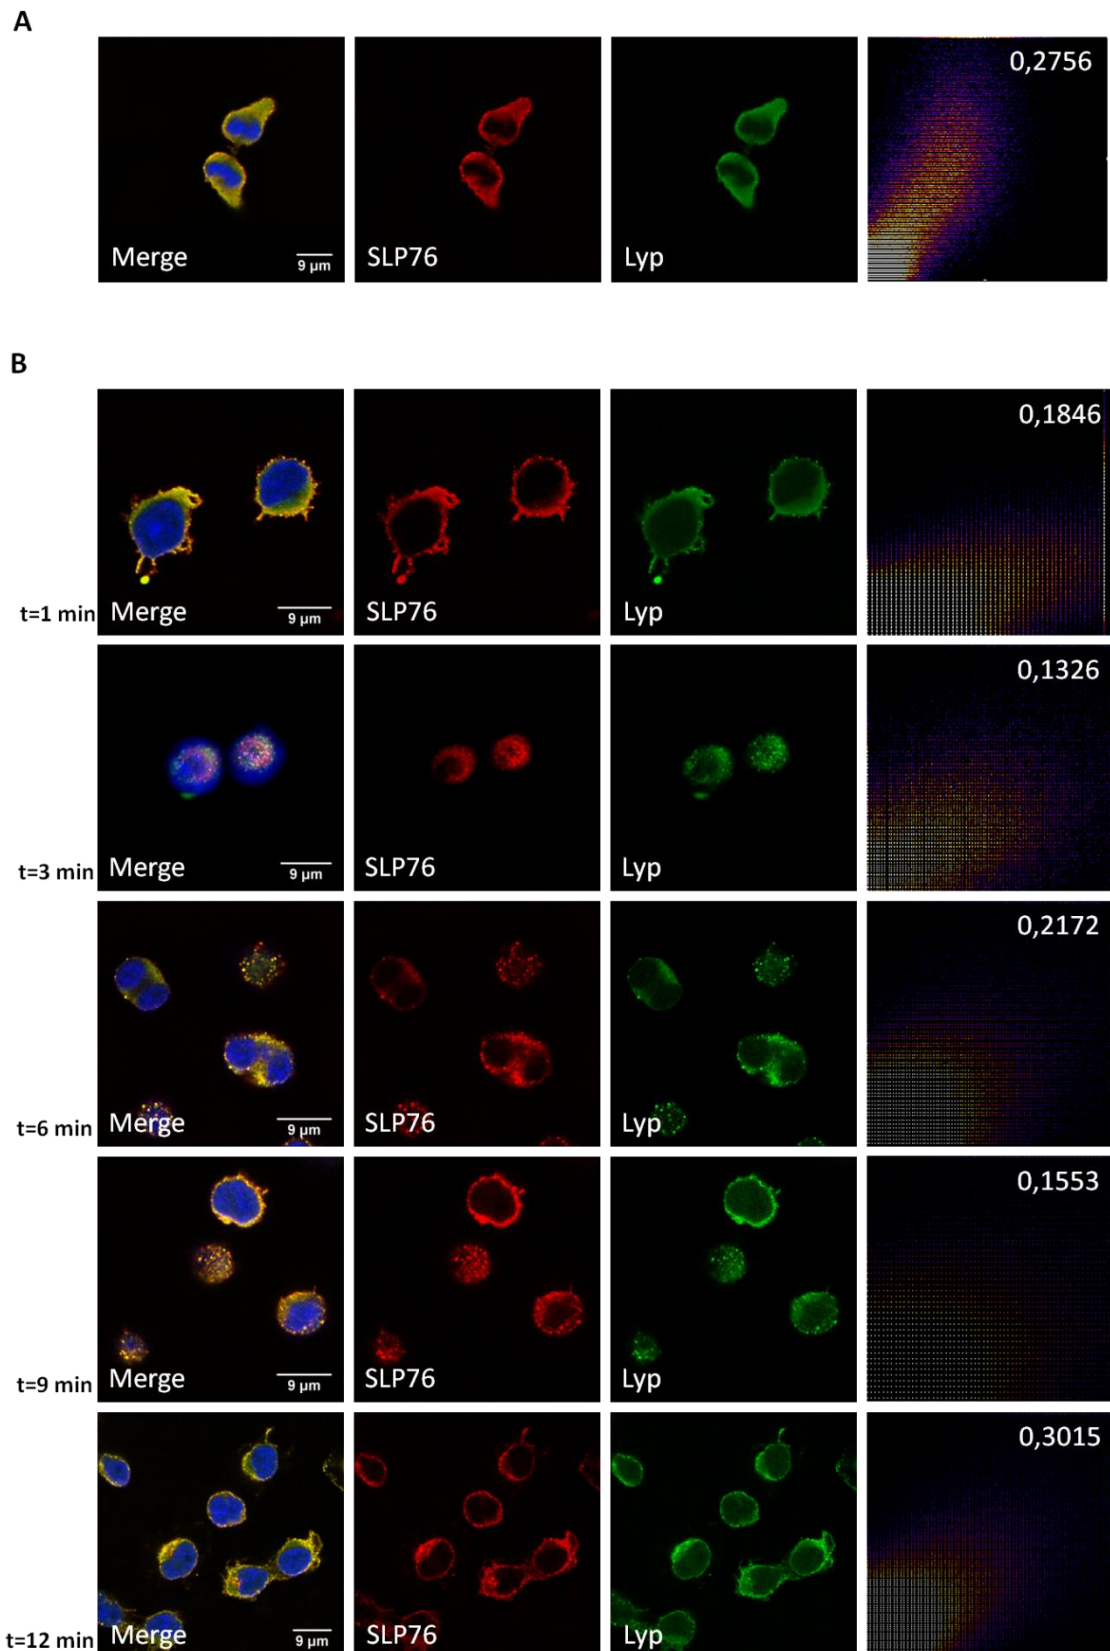 A
0,2756
Merge
9 µm
SLP76
Lyp
B
0,1846
t=1 min
Merge
9 µm
SLP76
Lyp
0,1326
t=3 min
Merge
9 µm
SLP76
Lyp
0,2172
t=6 min
Merge
9 µm
SLP76
Lyp
0,1553
t=9 min
Merge
9 µm
SLP76
Lyp
0,3015
t=12 min
Merge
9 µm
SLP76
Lyp